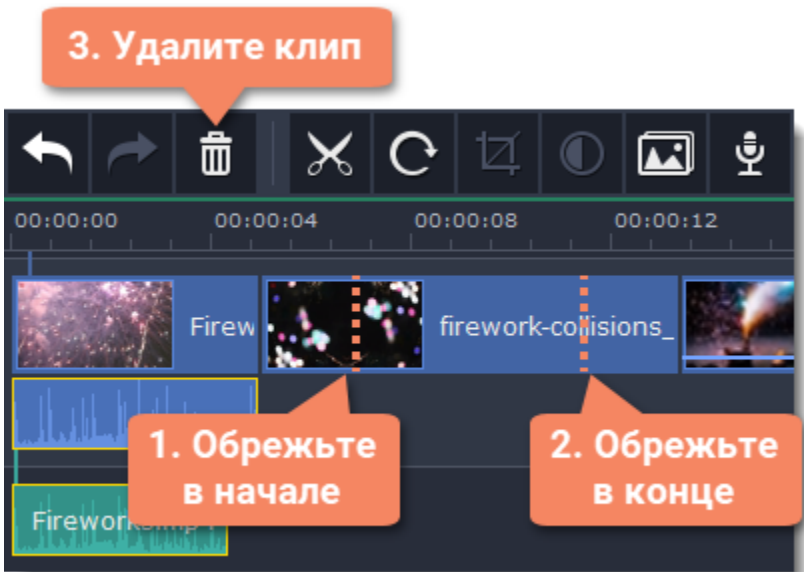 3. Удалите клип
00:00:00 00:00:04 00:00:08 00:00:12
Firew firework-collisions_
1. Обрежьте
в начале
2. Обрежьте
в конце